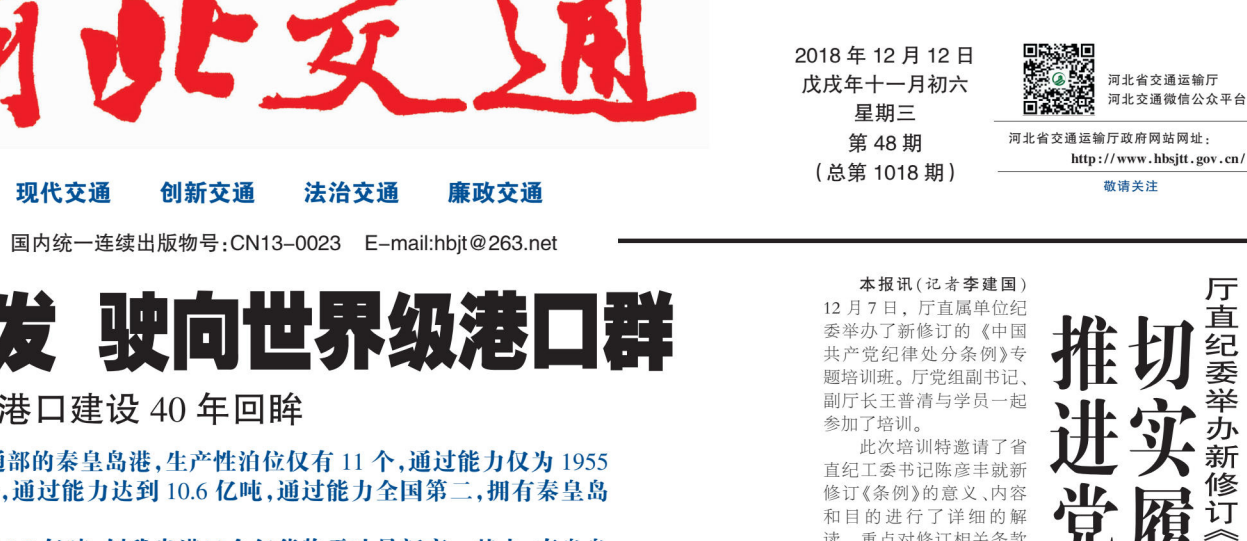 北交通
2018 年 12 月 12 日
戊戌年十一月初六
星期三
第 48 期
（总第 1018 期）
河北省交通运输厅
河北交通微信公众平台
河北省交通运输厅政府网站网址：
http://www.hbsjtt.gov.cn/
敬请关注
现代交通 创新交通 法治交通 廉政交通
国内统一连续出版物号:CN13-0023 E-mail:hbjt@263.net
发 驶向世界级港口群
港口建设 40 年回眸
通部的秦皇岛港,生产性泊位仅有 11 个,通过能力仅为 1955
,通过能力达到 10.6 亿吨,通过能力全国第二,拥有秦皇岛
厅直纪委举办新修订《
切实履
推进党
本报讯(记者李建国)
12 月 7 日，厅直属单位纪
委举办了新修订的《中国
共产党纪律处分条例》专
题培训班。厅党组副书记、
副厅长王普清与学员一起
参加了培训。
此次培训特邀请了省
直纪工委书记陈彦丰就新
修订《条例》的意义、内容
和目的进行了详细的解
读，重点对修订相关条款